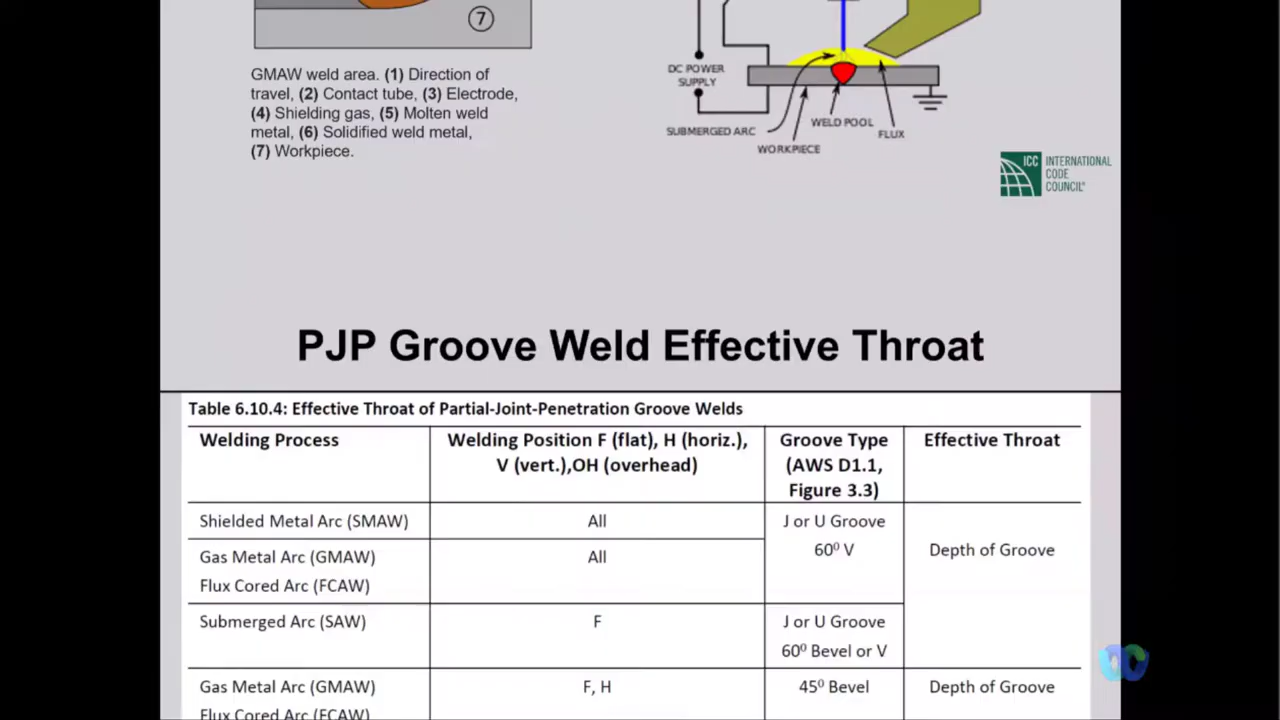 7
GMAW weld area. (1) Direction of
travel, (2) Contact tube, (3) Electrode,
(4) Shielding gas, (5) Molten weld
metal, (6) Solidified weld metal,
(7) Workpiece.
DC POWER
SUPPLY
SUBMERGED ARC
WORKPIECE
WELD POOL
FLUX
ICC INTERNATIONAL
CODE
COUNCIL®
PJP Groove Weld Effective Throat
Table 6.10.4: Effective Throat of Partial-Joint-Penetration Groove Welds
Welding Process
Welding Position F (flat), H (horiz.),
V (vert.),OH (overhead)
Groove Type
(AWS D1.1,
Figure 3.3)
Effective Throat
Shielded Metal Arc (SMAW)
All
J or U Groove
60⁰ V
Depth of Groove
Gas Metal Arc (GMAW)
Flux Cored Arc (FCAW)
All
Submerged Arc (SAW)
F
J or U Groove
60⁰ Bevel or V
Gas Metal Arc (GMAW)
Flux Cored Arc (FCAW)
F, H
45⁰ Bevel
Depth of Groove